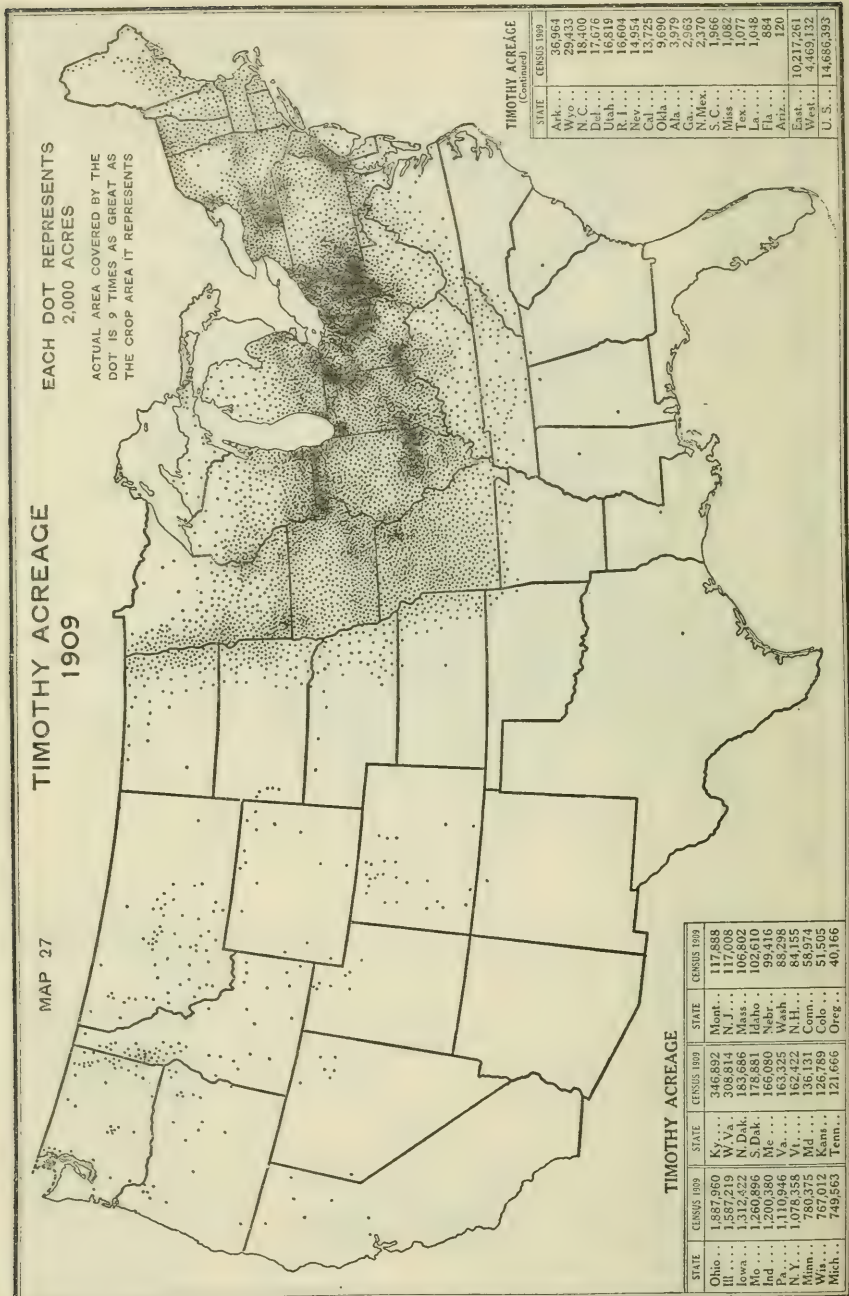 MAP 27
TIMOTHY ACREAGE
1909
EACH DOT REPRESENTS
2,000 ACRES
ACTUAL AREA COVERED BY THE
DOT IS 9 TIMES AS GREAT AS
THE CROP AREA IT REPRESENTS
TIMOTHY ACREAGE
STATE CENSUS 1909 STATE CENSUS 1909 STATE CENSUS 1909
Ohio .. 1,887,960 Ky.... 346,892 Mont.. 117,888
Ill .... 1,587,219 W. Va . 308,814 N. J.... 117,008
Iowa .. 1,312,422 N. Dak. 183,686 Mass.. 106,802
Mo ... 1,260,896 S. Dak. 178,881 Idaho . 102,610
Ind ... 1,200,380 Me ... 166,080 Nebr .. 99,416
Pa .... 1,110,946 Va.... 163,325 Wash . 88,298
N. Y... 1,078,358 Vt.... 162,422 N. H... 84,155
Minn.. 780,375 Md ... 136,131 Conn.. 58,974
Wis... 767,012 Kans.. 126,789 Colo .. 51,505
Mich.. 749,563 Tenn.. 121,666 Oreg .. 40,166
TIMOTHY ACREAGE
(Continued)
STATE CENSUS 1909
Ark... 36,964
Wyo .. 29,433
N. C... 18,400
Del... 17,676
Utah.. 16,819
R. I.... 16,604
Nev... 14,954
Cal ... 13,725
Okla .. 9,690
Ala ... 3,979
Ga.... 2,963
N. Mex. 2,370
S. C... 1,966
Miss .. 1,082
Tex... 1,077
La.... 1,048
Fla ... 884
Ariz... 120
East... 10,217,261
West.. 4,469,132
U. S... 14,686,393